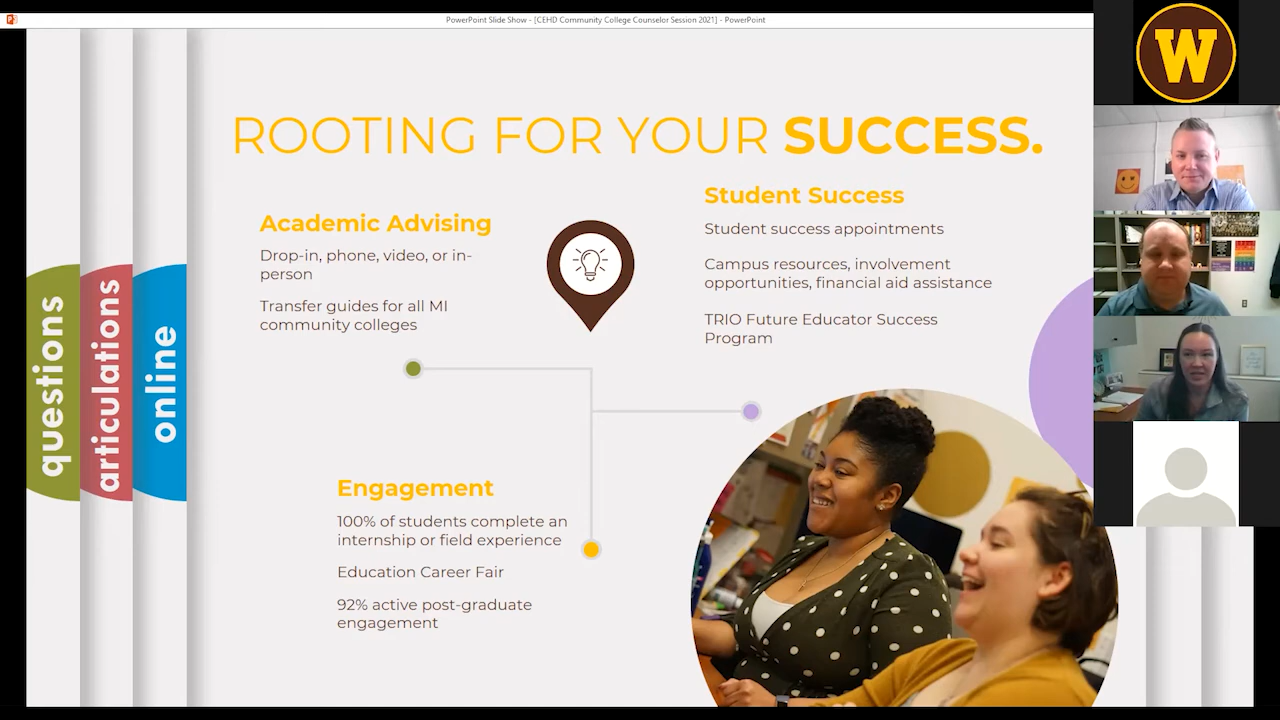 PowerPoint Slide Show - [CEHD Community College Counselor Session 2021] - PowerPoint
W
ROOTING FOR YOUR SUCCESS.
Academic Advising
Drop-in, phone, video, or in-
person
Transfer guides for all MI
community colleges
Student Success
Student success appointments
Campus resources, involvement
opportunities, financial aid assistance
TRIO Future Educator Success
Program
questions
articulations
online
Engagement
100% of students complete an
internship or field experience
Education Career Fair
92% active post-graduate
engagement